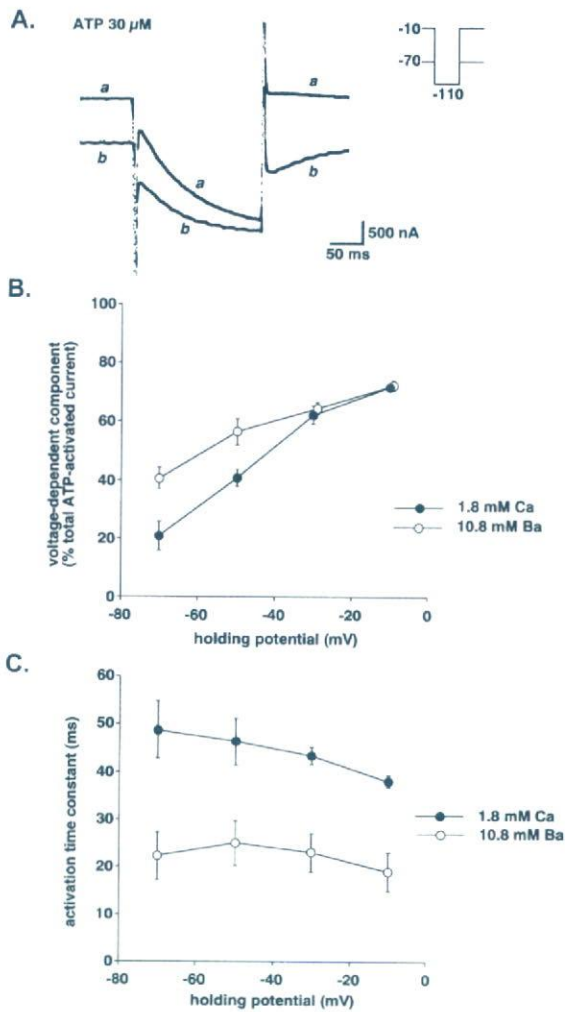 A.
ATP 30 µM
-10
-70
-110
a
b
a
b
a
b
500 nA
50 ms
B.
voltage-dependent component
(% total ATP-activated current)
100
80
60
40
20
0
-80 -60 -40 -20 0
holding potential (mV)
1.8 mM Ca
10.8 mM Ba
C.
activation time constant (ms)
60
50
40
30
20
10
0
-80 -60 -40 -20 0
holding potential (mV)
1.8 mM Ca
10.8 mM Ba